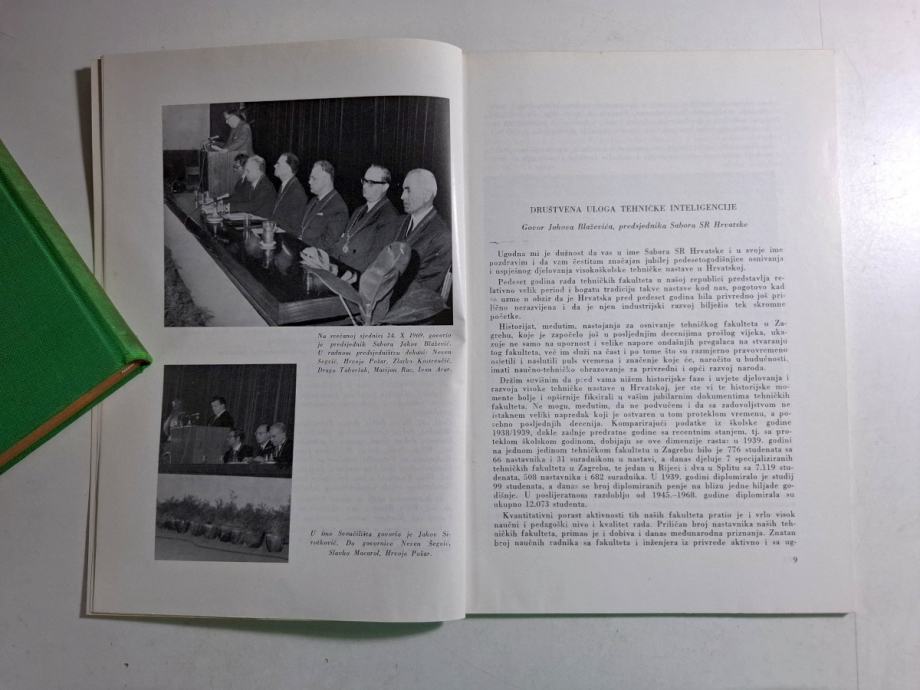 Na svečanoj sjednici 24. X 1969. govorio
je predsjednik Sabora Jakov Blažević.
U radnom predsjedništvu dekani: Neven
Šegvić, Hrvoje Požar, Zlatko Kostrenčić,
Drago Taboršak, Marijan Rac, Ivan Avar.
U ime Sveučilišta govorio je Jakov Si-
rotković. Do govornice Neven Šegvić,
Slavko Macarol, Hrvoje Požar.
DRUŠTVENA ULOGA TEHNIČKE INTELIGENCIJE
Govor Jakova Blaževića, predsjednika Sabora SR Hrvatske
Ugodna mi je dužnost da vas u ime Sabora SR Hrvatske i u svoje ime
pozdravim i da vam čestitam značajan jubilej pedesetogodišnjice osnivanja
i uspješnog djelovanja visokoškolske tehničke nastave u Hrvatskoj.
Pedeset godina rada tehničkih fakulteta u našoj republici predstavlja re-
lativno velik period i bogatu tradiciju takve nastave kod nas, pogotovo kad
se uzme u obzir da je Hrvatska pred pedeset godina bila privredno još pri-
lično nerazvijena i da je njen industrijski razvoj bilježio tek skromne
početke.
Historijat, međutim, nastojanja za osnivanje tehničkog fakulteta u Za-
grebu, koje je započelo još u posljednjim decenijima prošlog vijeka, uka-
zuje ne samo na upornost i velike napore ondašnjih pregalaca na stvaranju
tog fakulteta, već im služi na čast i po tome što su razmjerno pravovremeno
osjetili i naslutili puls vremena i značenje koje će, naročito u budućnosti,
imati naučno-tehničko obrazovanje za privredni i opći razvoj naroda.
Držim suvišnim da pred vama nižem historijske faze i uvjete djelovanja i
razvoja visoke tehničke nastave u Hrvatskoj, jer ste vi te historijske mo-
mente bolje i opširnije fiksirali u vašim jubilarnim dokumentima tehničkih
fakulteta. Ne mogu, međutim, da ne podvučem i da sa zadovoljstvom ne
istaknem veliki napredak koji je ostvaren u tom proteklom vremenu, a po-
sebno posljednjih decenija. Komparirajući podatke iz školske godine
1938/1939, dakle zadnje predratne godine sa recentnim stanjem, tj. sa pro-
teklom školskom godinom, dobijaju se ove dimenzije rasta: u 1939. godini
na jednom jedinom tehničkom fakultetu u Zagrebu bilo je 776 studenata sa
66 nastavnika i 31 suradnikom u nastavi, a danas djeluje 7 specijaliziranih
tehničkih fakulteta u Zagrebu, te jedan u Rijeci i dva u Splitu sa 7.119 stu-
denata, 508 nastavnika i 682 suradnika. U 1939. godini diplomiralo je studij
99 studenata, a danas se broj diplomiranih penje na blizu jedne hiljade go-
dišnje. U poslijeratnom razdoblju od 1945.—1968. godine diplomirala su
ukupno 12.073 studenta.
Kvantitativni porast aktivnosti tih naših fakulteta pratio je i vrlo visok
naučni i pedagoški nivo i kvalitet rada. Priličan broj nastavnika naših teh-
ničkih fakulteta, primao je i dobiva i danas međunarodna priznanja. Znatan
broj naučnih radnika sa fakulteta i inženjera iz privrede aktivno i sa ug-
9